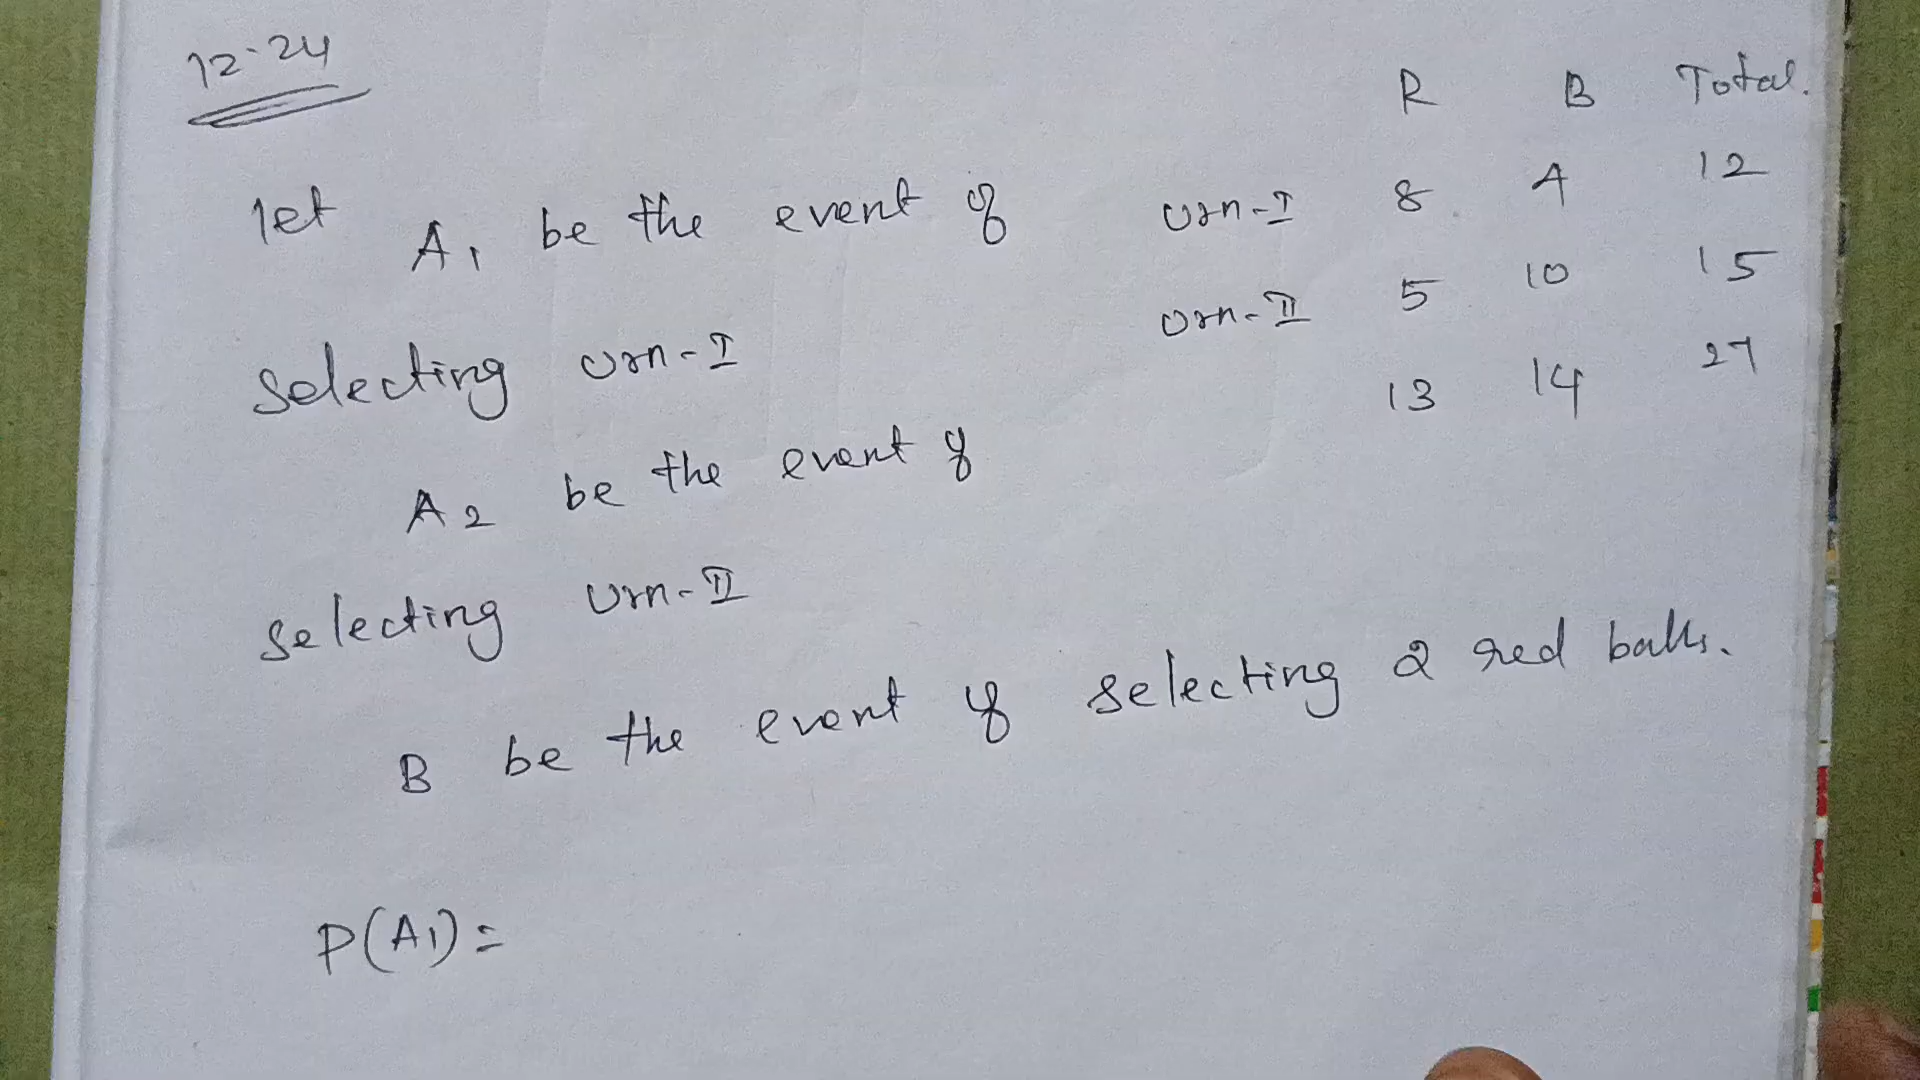 12.24
R B Total.
let A1 be the event of
Urn-I 8 4 12
Urn-II 5 10 15
selecting Urn-I
13 14 27
A2 be the event of
selecting Urn-II
B be the event of selecting 2 red balls.
P(A1) =